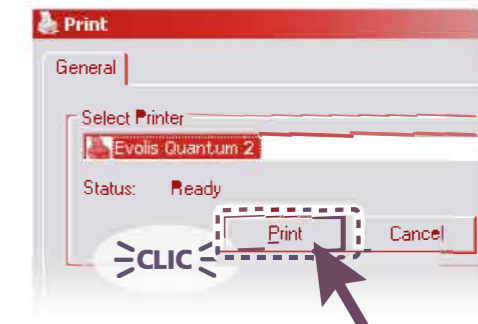 Print
General
Select Printer
Evolis Quantum 2
Status: Ready
Print Cancel
CLIC